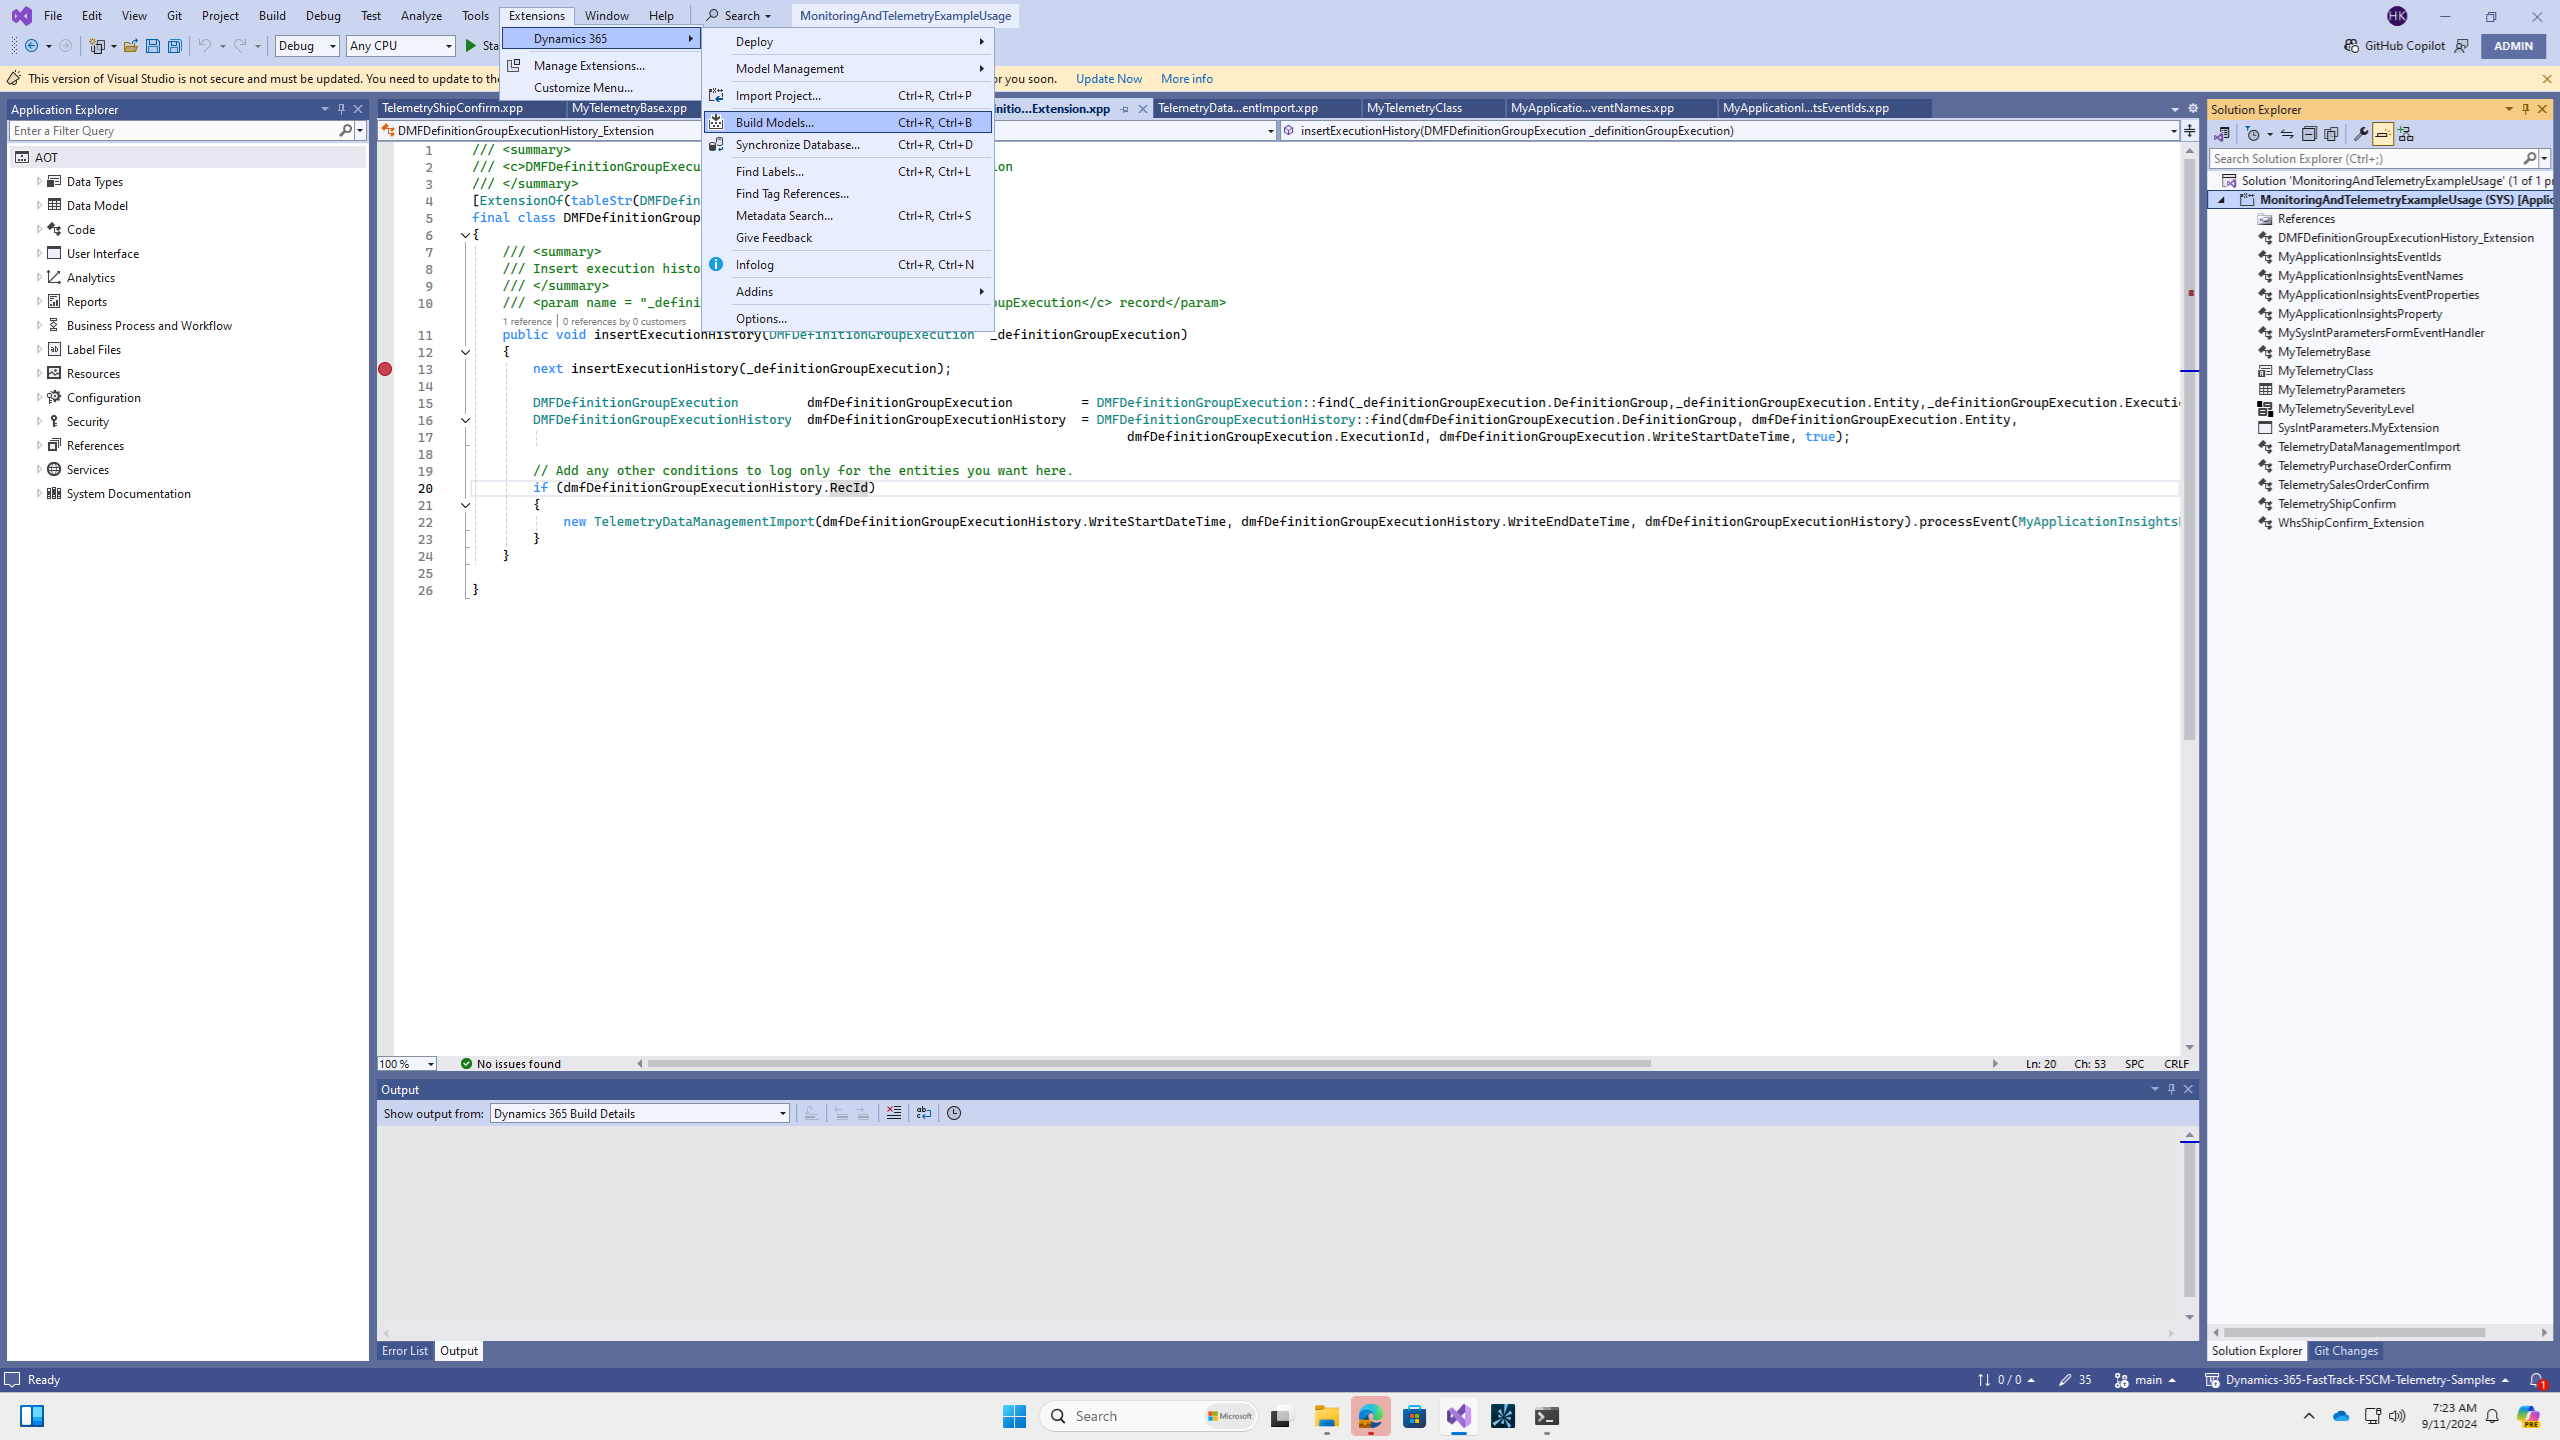 File Edit View Git Project Build Debug Test Analyze Tools Extensions Window Help Search MonitoringAndTelemetryExampleUsage HK
Debug Any CPU Sta GitHub Copilot ADMIN
This version of Visual Studio is not secure and must be updated. You need to update to the or you soon. Update Now More info
Dynamics 365
Manage Extensions...
Customize Menu...
Deploy
Model Management
Import Project... Ctrl+R, Ctrl+P
Build Models... Ctrl+R, Ctrl+B
Synchronize Database... Ctrl+R, Ctrl+D
Find Labels... Ctrl+R, Ctrl+L
Find Tag References...
Metadata Search... Ctrl+R, Ctrl+S
Give Feedback
Infolog Ctrl+R, Ctrl+N
Addins
Options...
Application Explorer
Enter a Filter Query
AOT
Data Types
Data Model
Code
User Interface
Analytics
Reports
Business Process and Workflow
Label Files
Resources
Configuration
Security
References
Services
System Documentation
TelemetryShipConfirm.xpp MyTelemetryBase.xpp initio...Extension.xpp TelemetryData...entImport.xpp MyTelemetryClass MyApplicatio...ventNames.xpp MyApplicationI...tsEventIds.xpp
DMFDefinitionGroupExecutionHistory_Extension insertExecutionHistory(DMFDefinitionGroupExecution _definitionGroupExecution)
1 /// <summary>
2 /// <c>DMFDefinitionGroupExecu ion
3 /// </summary>
4 [ExtensionOf(tableStr(DMFDefin
5 final class DMFDefinitionGroup
6 {
7 /// <summary>
8 /// Insert execution histo
9 /// </summary>
10 /// <param name = "_defini upExecution</c> record</param>
1 reference | 0 references by 0 customers
11 public void insertExecutionHistory(DMFDefinitionGroupExecution _definitionGroupExecution)
12 {
13 next insertExecutionHistory(_definitionGroupExecution);
14
15 DMFDefinitionGroupExecution dmfDefinitionGroupExecution = DMFDefinitionGroupExecution::find(_definitionGroupExecution.DefinitionGroup,_definitionGroupExecution.Entity,_definitionGroupExecution.Executi
16 DMFDefinitionGroupExecutionHistory dmfDefinitionGroupExecutionHistory = DMFDefinitionGroupExecutionHistory::find(dmfDefinitionGroupExecution.DefinitionGroup, dmfDefinitionGroupExecution.Entity,
17 dmfDefinitionGroupExecution.ExecutionId, dmfDefinitionGroupExecution.WriteStartDateTime, true);
18
19 // Add any other conditions to log only for the entities you want here.
20 if (dmfDefinitionGroupExecutionHistory.RecId)
21 {
22 new TelemetryDataManagementImport(dmfDefinitionGroupExecutionHistory.WriteStartDateTime, dmfDefinitionGroupExecutionHistory.WriteEndDateTime, dmfDefinitionGroupExecutionHistory).processEvent(MyApplicationInsights
23 }
24 }
25
26 }
100 % No issues found Ln: 20 Ch: 53 SPC CRLF
Output
Show output from: Dynamics 365 Build Details
Error List Output
Solution Explorer
Search Solution Explorer (Ctrl+;)
Solution 'MonitoringAndTelemetryExampleUsage' (1 of 1 pr
MonitoringAndTelemetryExampleUsage (SYS) [Applic
References
DMFDefinitionGroupExecutionHistory_Extension
MyApplicationInsightsEventIds
MyApplicationInsightsEventNames
MyApplicationInsightsEventProperties
MyApplicationInsightsProperty
MySysIntParametersFormEventHandler
MyTelemetryBase
MyTelemetryClass
MyTelemetryParameters
MyTelemetrySeverityLevel
SysIntParameters.MyExtension
TelemetryDataManagementImport
TelemetryPurchaseOrderConfirm
TelemetrySalesOrderConfirm
TelemetryShipConfirm
WhsShipConfirm_Extension
Solution Explorer Git Changes
Ready 0 / 0 35 main Dynamics-365-FastTrack-FSCM-Telemetry-Samples 1
Search Microsoft 7:23 AM
9/11/2024 PRE